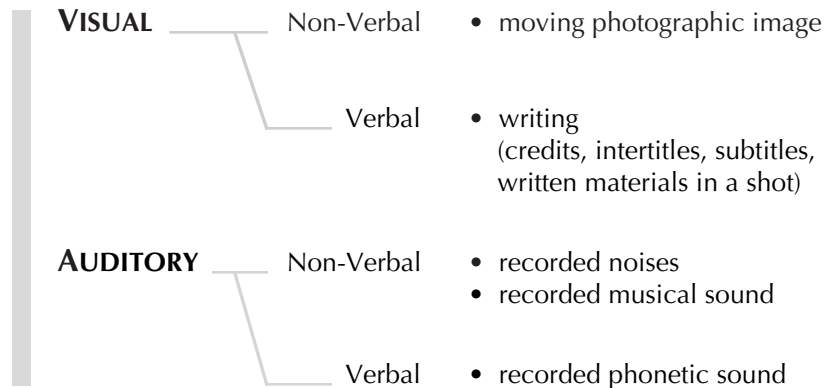 VISUAL Non-Verbal • moving photographic image
Verbal • writing
(credits, intertitles, subtitles,
written materials in a shot)
AUDITORY Non-Verbal • recorded noises
• recorded musical sound
Verbal • recorded phonetic sound